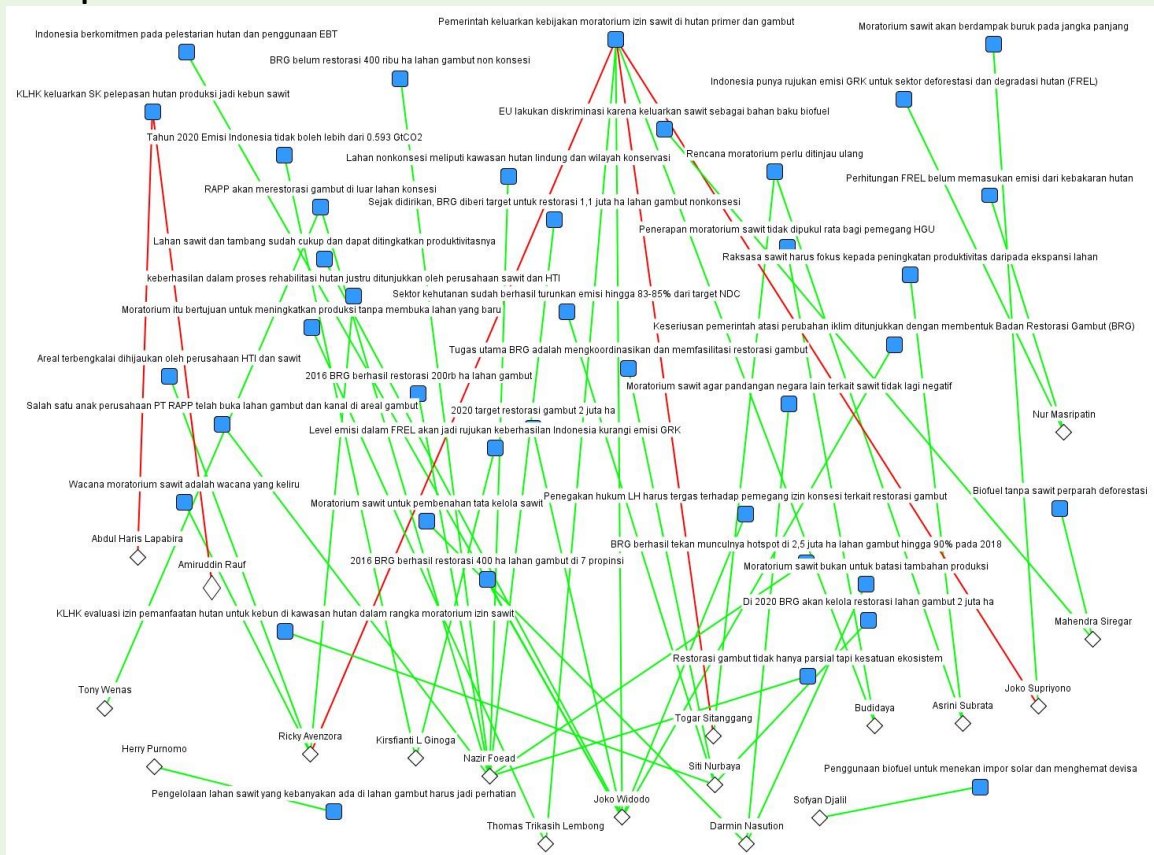 Pemerintah keluarkan kebijakan moratorium izin sawit di hutan primer dan gambut
Moratorium sawit akan berdampak buruk pada jangka panjang
Indonesia berkomitmen pada pelestarian hutan dan penggunaan EBT
BRG belum restorasi 400 ribu ha lahan gambut non konsesi
Indonesia punya rujukan emisi GRK untuk sektor deforestasi dan degradasi hutan (FREL)
KLHK keluarkan SK pelepasan hutan produksi jadi kebun sawit
EU lakukan diskriminasi karena keluarkan sawit sebagai bahan baku biofuel
Tahun 2020 Emisi Indonesia tidak boleh lebih dari 0.593 GtCO2
Lahan nonkonsesi meliputi kawasan hutan lindung dan wilayah konservasi
Rencana moratorium perlu ditinjau ulang
Perhitungan FREL belum memasukan emisi dari kebakaran hutan
RAPP akan merestorasi gambut di luar lahan konsesi
Sejak didirikan, BRG diberi target untuk restorasi 1,1 juta ha lahan gambut nonkonsesi
Penerapan moratorium sawit tidak dipukul rata bagi pemegang HGU
Lahan sawit dan tambang sudah cukup dan dapat ditingkatkan produktivitasnya
Raksasa sawit harus fokus kepada peningkatan produktivitas daripada ekspansi lahan
keberhasilan dalam proses rehabilitasi hutan justru ditunjukkan oleh perusahaan sawit dan HTI
Sektor kehutanan sudah berhasil turunkan emisi hingga 83-85% dari target NDC
Moratorium itu bertujuan untuk meningkatkan produksi tanpa membuka lahan yang baru
Keseriusan pemerintah atasi perubahan iklim ditunjukkan dengan membentuk Badan Restorasi Gambut (BRG)
Tugas utama BRG adalah mengkoordinasikan dan memfasilitasi restorasi gambut
Areal terbengkalai dihijaukan oleh perusahaan HTI dan sawit
2016 BRG berhasil restorasi 200rb ha lahan gambut
Moratorium sawit agar pandangan negara lain terkait sawit tidak lagi negatif
Salah satu anak perusahaan PT RAPP telah buka lahan gambut dan kanal di areal gambut
2020 target restorasi gambut 2 juta ha
Nur Masripatin
Level emisi dalam FREL akan jadi rujukan keberhasilan Indonesia kurangi emisi GRK
Wacana moratorium sawit adalah wacana yang keliru
Moratorium sawit untuk pembenahan tata kelola sawit
Penegakan hukum LH harus tergas terhadap pemegang izin konsesi terkait restorasi gambut
Biofuel tanpa sawit perparah deforestasi
Abdul Haris Lapabira
BRG berhasil tekan munculnya hotspot di 2,5 juta ha lahan gambut hingga 90% pada 2018
Amiruddin Rauf
2016 BRG berhasil restorasi 400 ha lahan gambut di 7 propinsi
Moratorium sawit bukan untuk batasi tambahan produksi
Di 2020 BRG akan kelola restorasi lahan gambut 2 juta ha
KLHK evaluasi izin pemanfaatan hutan untuk kebun di kawasan hutan dalam rangka moratorium izin sawit
Mahendra Siregar
Restorasi gambut tidak hanya parsial tapi kesatuan ekosistem
Tony Wenas
Joko Supriyono
Asrini Subrata
Budidaya
Togar Sitanggang
Ricky Avenzora
Kirsfianti L Ginoga
Herry Purnomo
Nazir Foead
Siti Nurbaya
Penggunaan biofuel untuk menekan impor solar dan menghemat devisa
Pengelolaan lahan sawit yang kebanyakan ada di lahan gambut harus jadi perhatian
Joko Widodo
Sofyan Djalil
Thomas Trikasih Lembong
Darmin Nasution